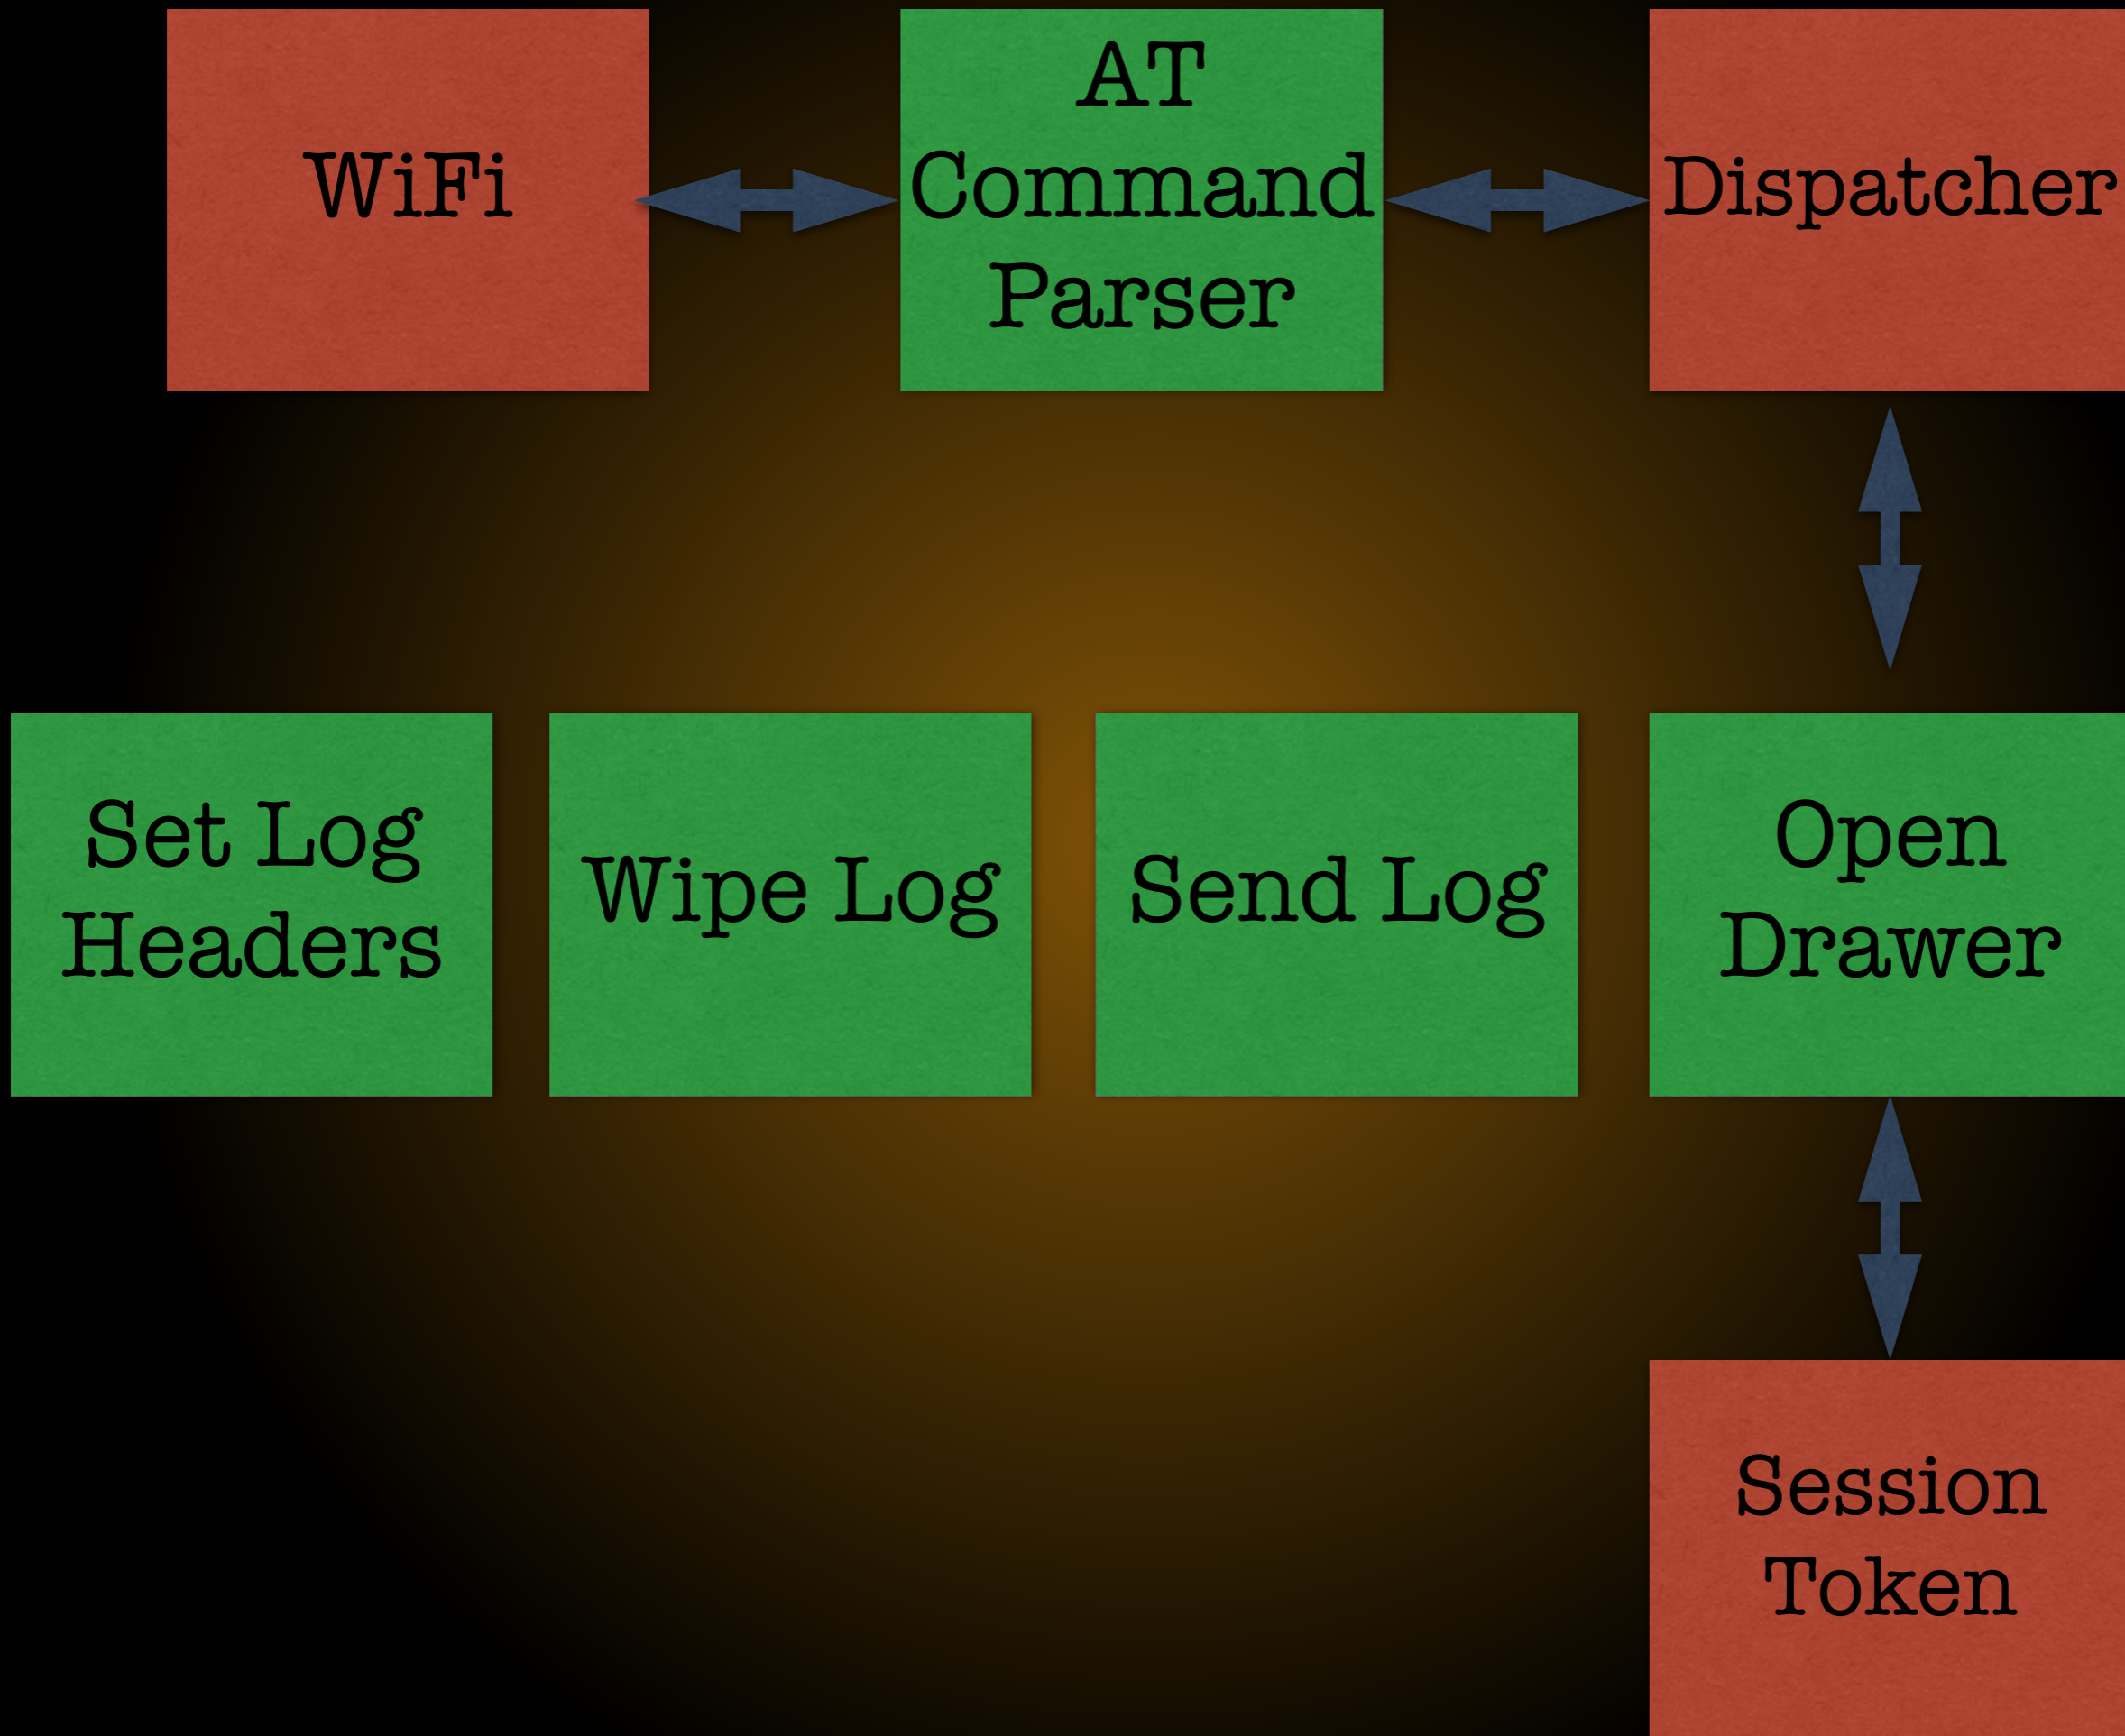 WiFi
AT
Command
Parser
Dispatcher
Set Log
Headers
Wipe Log
Send Log
Open
Drawer
Session
Token